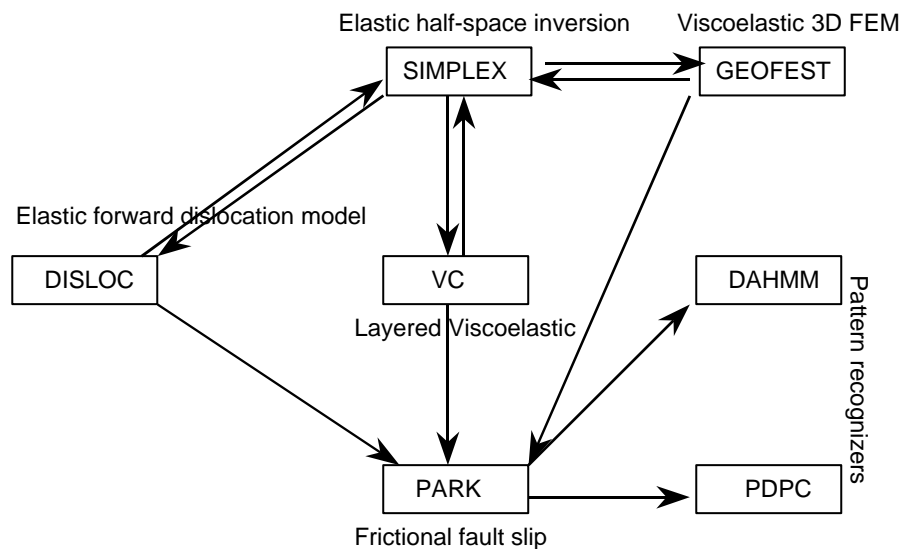 Elastic half-space inversion
Viscoelastic 3D FEM
SIMPLEX
GEOFEST
Elastic forward dislocation model
DISLOC
VC
DAHMM
Layered Viscoelastic
Pattern recognizers
PARK
PDPC
Frictional fault slip